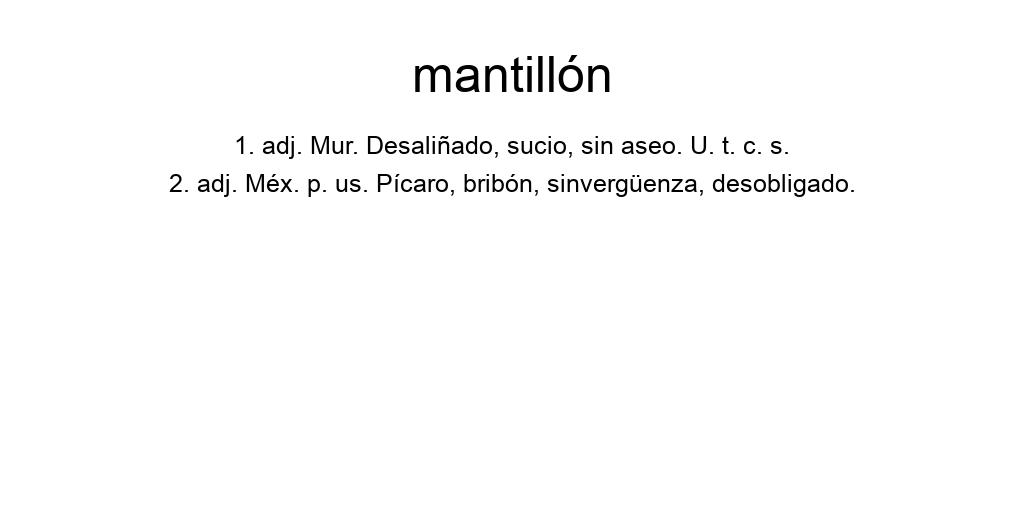 mantillón
1. adj. Mur. Desaliñado, sucio, sin aseo. U. t. c. s.
2. adj. Méx. p. us. Pícaro, bribón, sinvergüenza, desobligado.